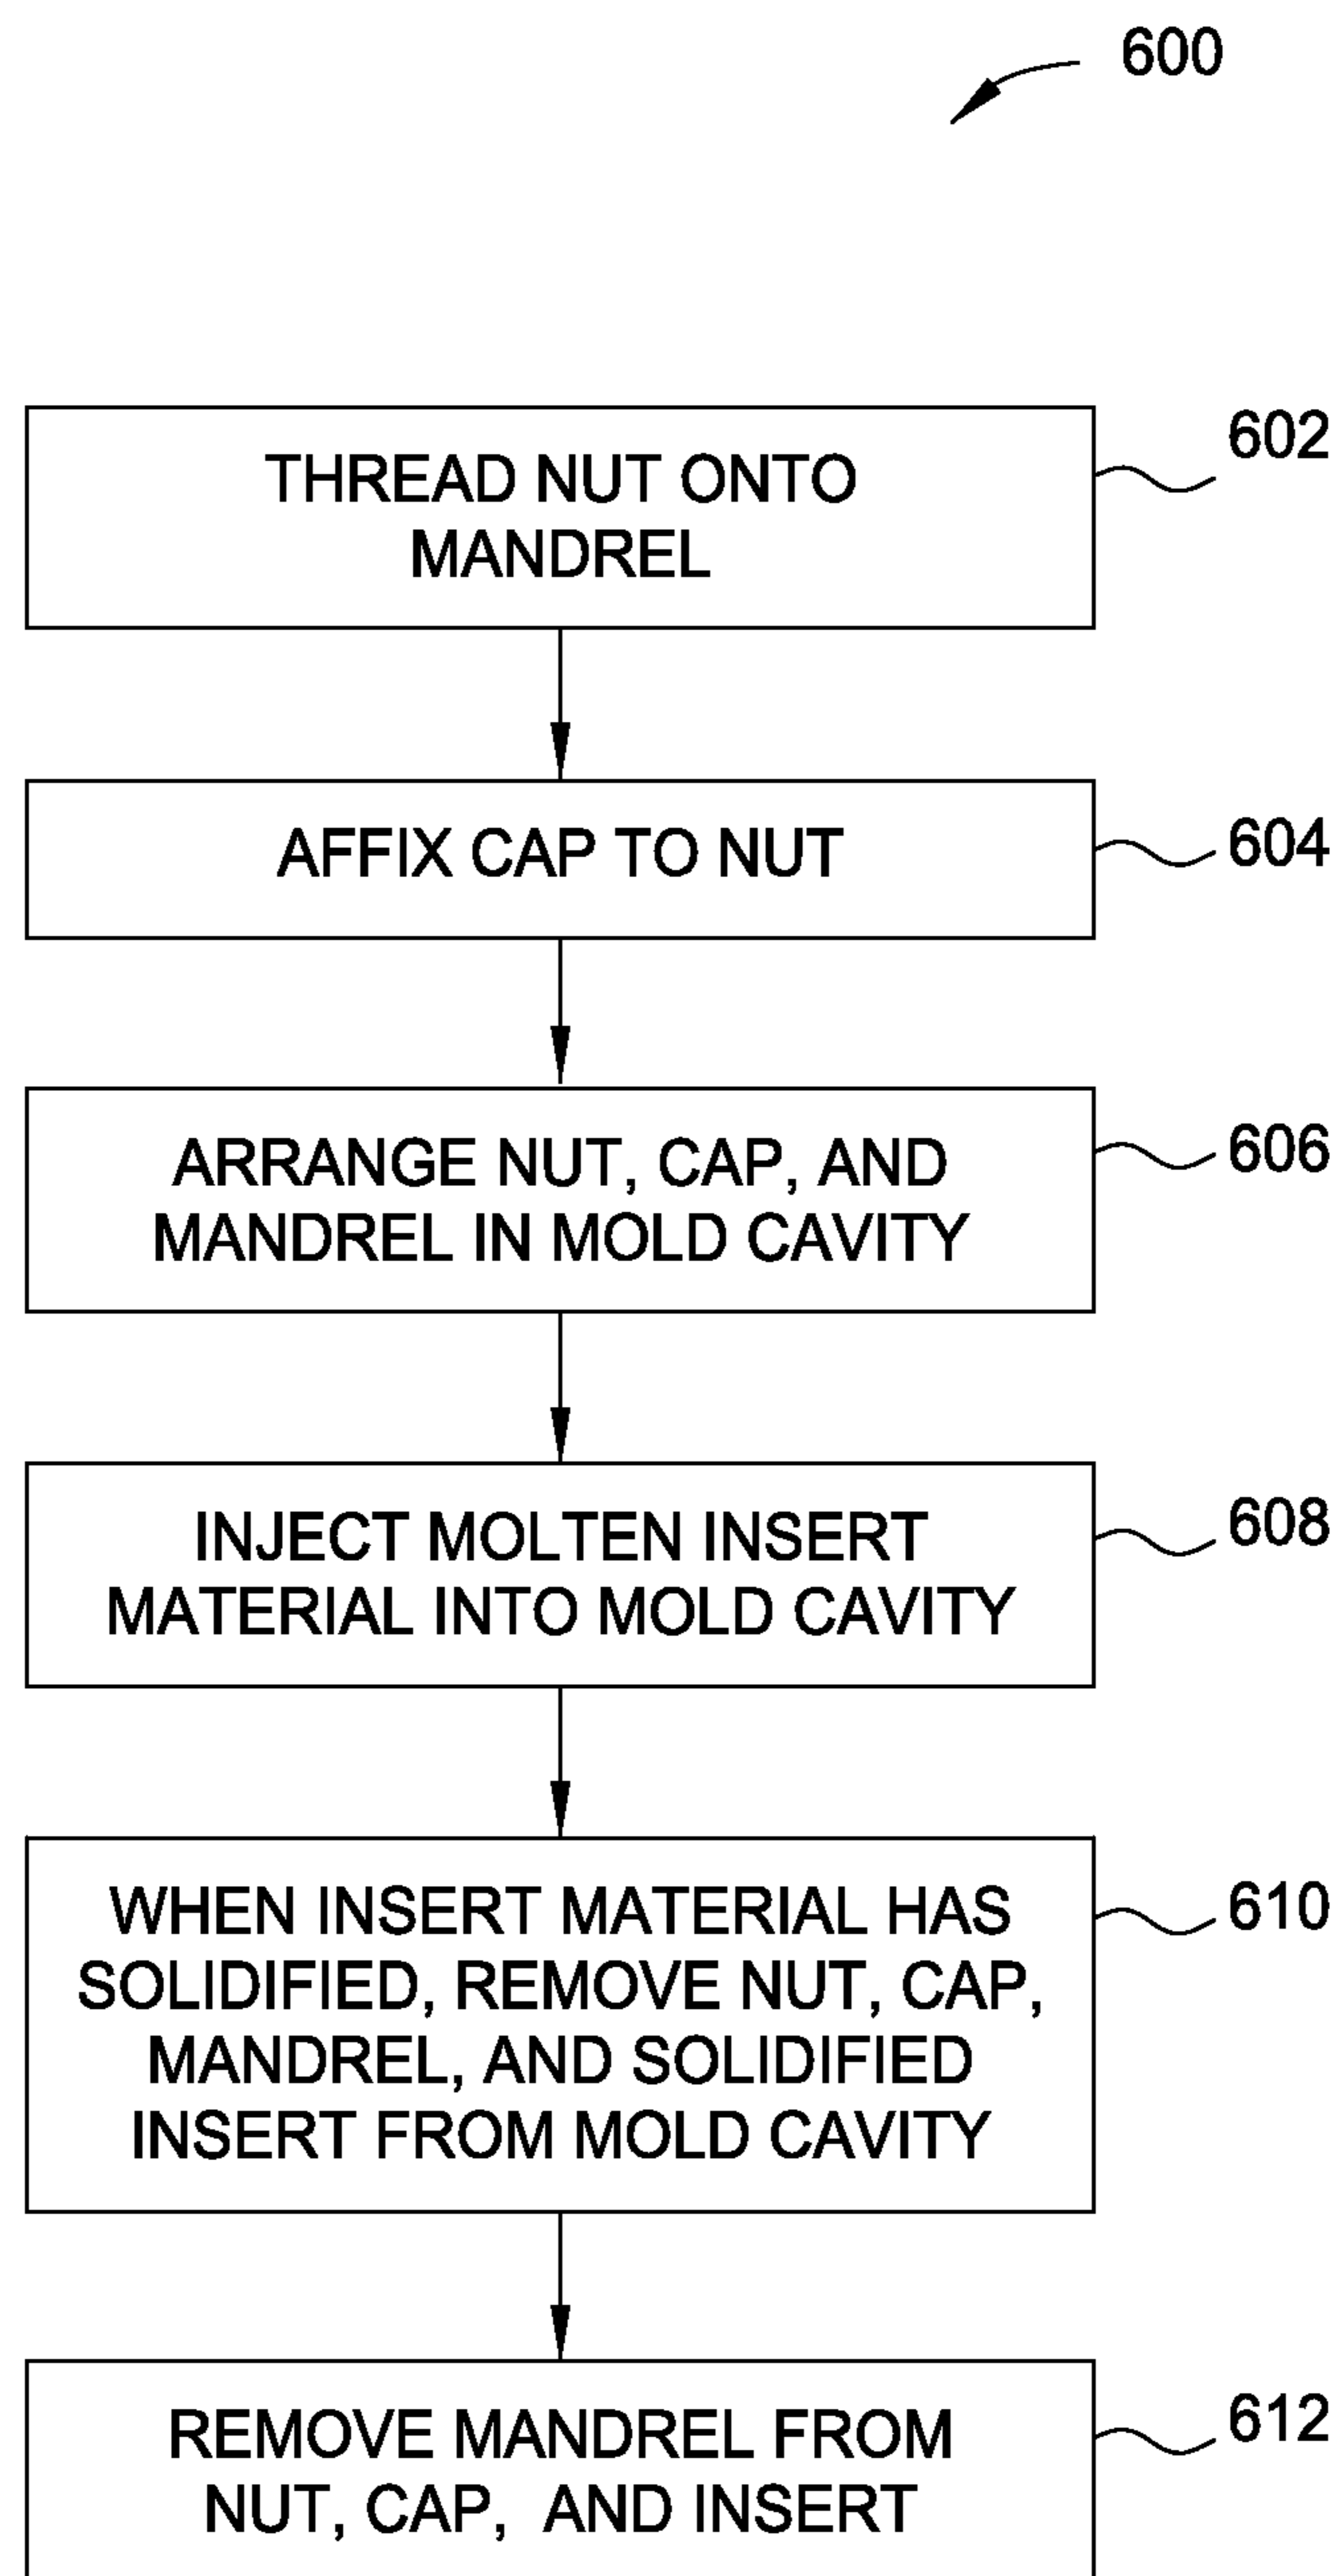 600
THREAD NUT ONTO
MANDREL
602
AFFIX CAP TO NUT
604
ARRANGE NUT, CAP, AND
MANDREL IN MOLD CAVITY
606
INJECT MOLTEN INSERT
MATERIAL INTO MOLD CAVITY
608
WHEN INSERT MATERIAL HAS
SOLIDIFIED, REMOVE NUT, CAP,
MANDREL, AND SOLIDIFIED
INSERT FROM MOLD CAVITY
610
REMOVE MANDREL FROM
NUT, CAP, AND INSERT
612